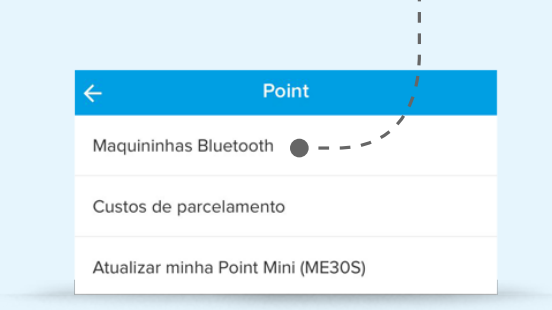 Point
Maquininhas Bluetooth
Custos de parcelamento
Atualizar minha Point Mini (ME30S)